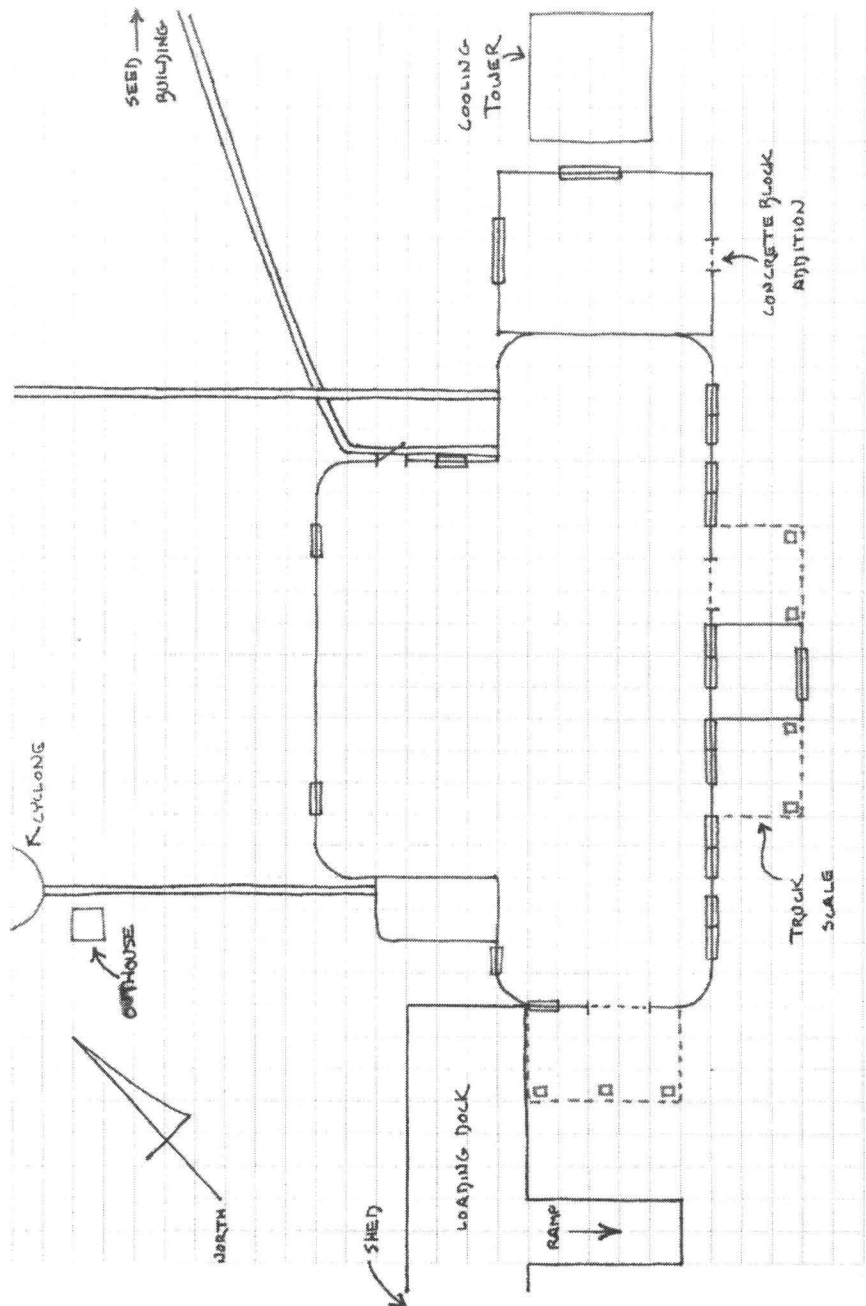 SEED
BUILDING
COOLING
TOWER
CONCRETE BLOCK
ADDITION
CYCLONE
OUTHOUSE
TRUCK
SCALE
LOADING DOCK
NORTH
SHED
RAMP